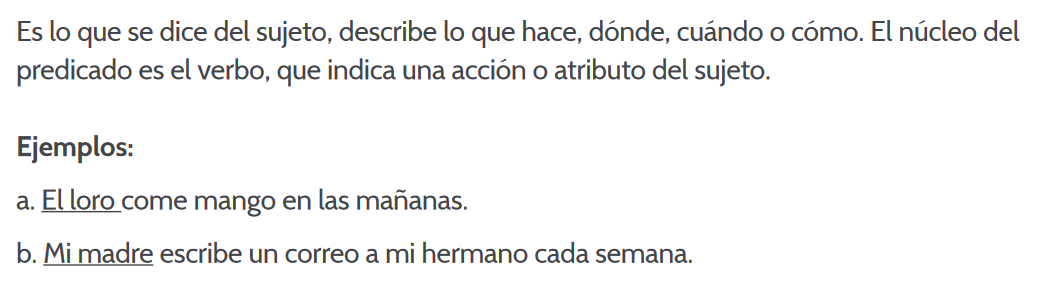 Es lo que se dice del sujeto, describe lo que hace, dónde, cuándo o cómo. El núcleo del
predicado es el verbo, que indica una acción o atributo del sujeto.
Ejemplos:
a. El loro come mango en las mañanas.
b. Mi madre escribe un correo a mi hermano cada semana.